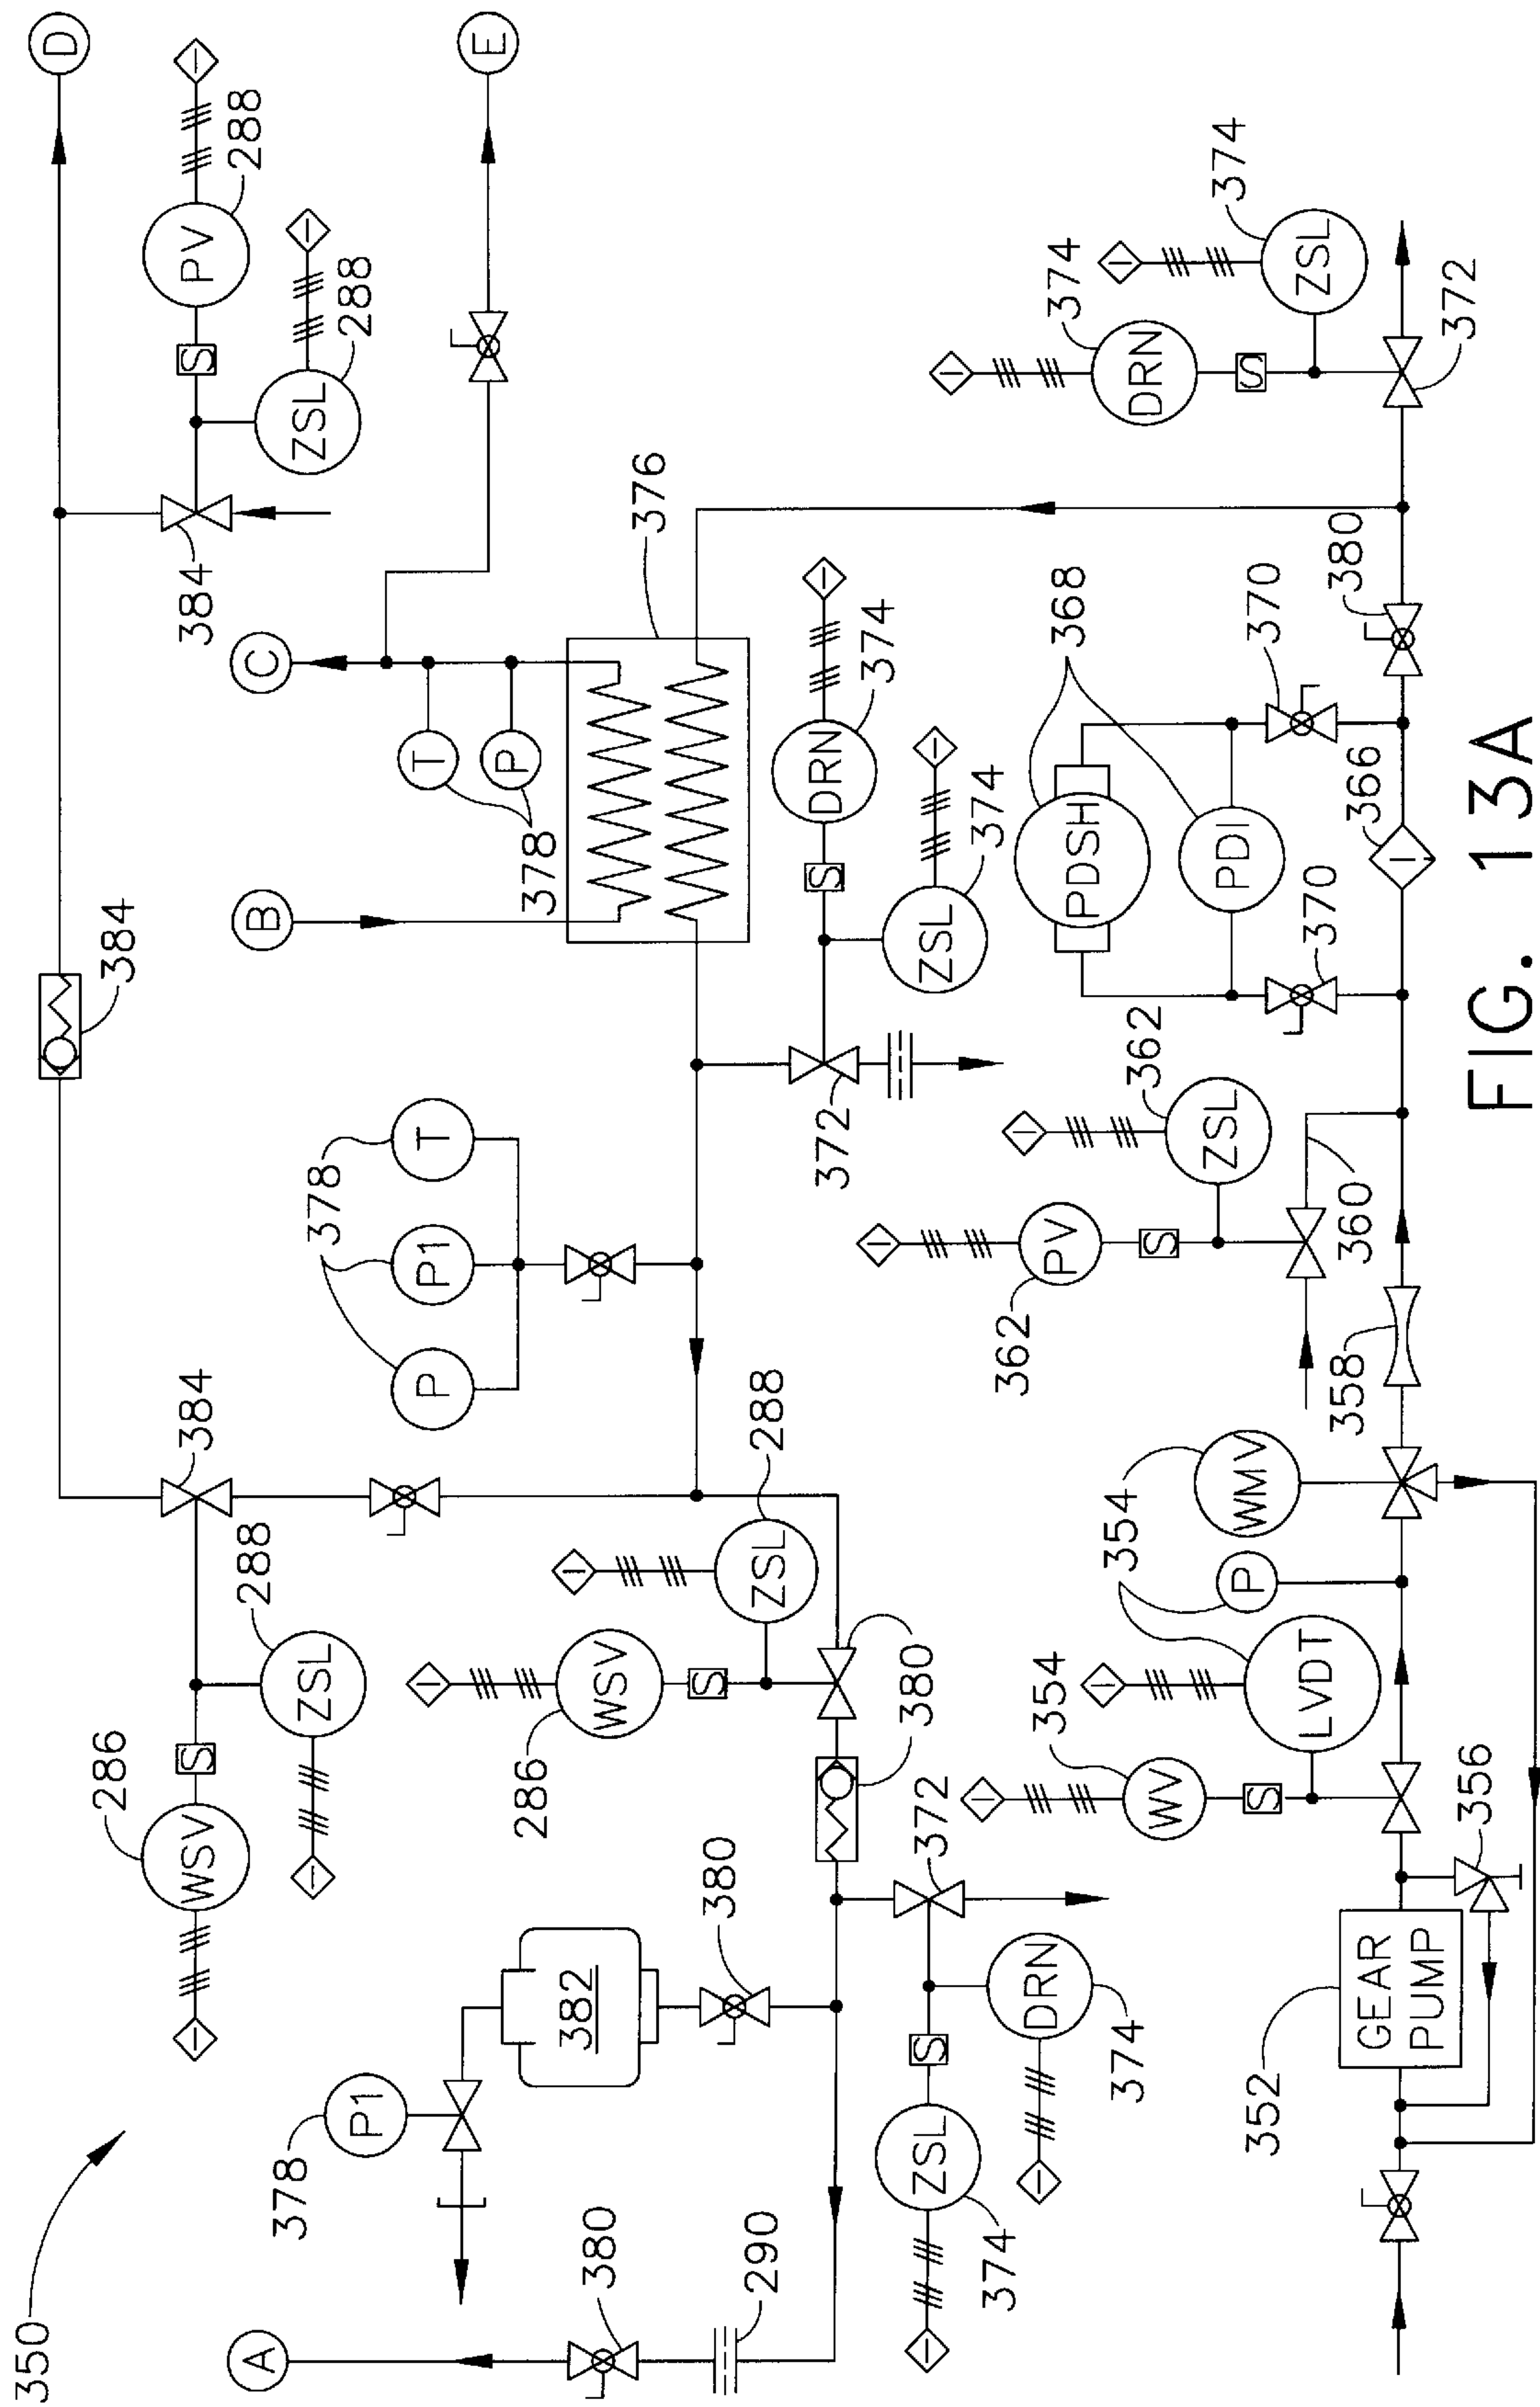 350
286
WSV
S
ZSL
288
384
384
D
384
PV
S
288
ZSL
288
E
A
380
290
378
P1
382
380
286
WSV
S
ZSL
288
380
P
P1
T
378
B
C
T
P
378
376
372
DRN
S
374
ZSL
374
374
ZSL
S
DRN
374
372
352
GEAR
PUMP
356
WV
S
354
LVDT
P
354
WMV
358
360
362
PV
S
ZSL
362
PDSH
368
PDI
370
370
366
380
DRN
374
S
ZSL
374
372
FIG. 13A